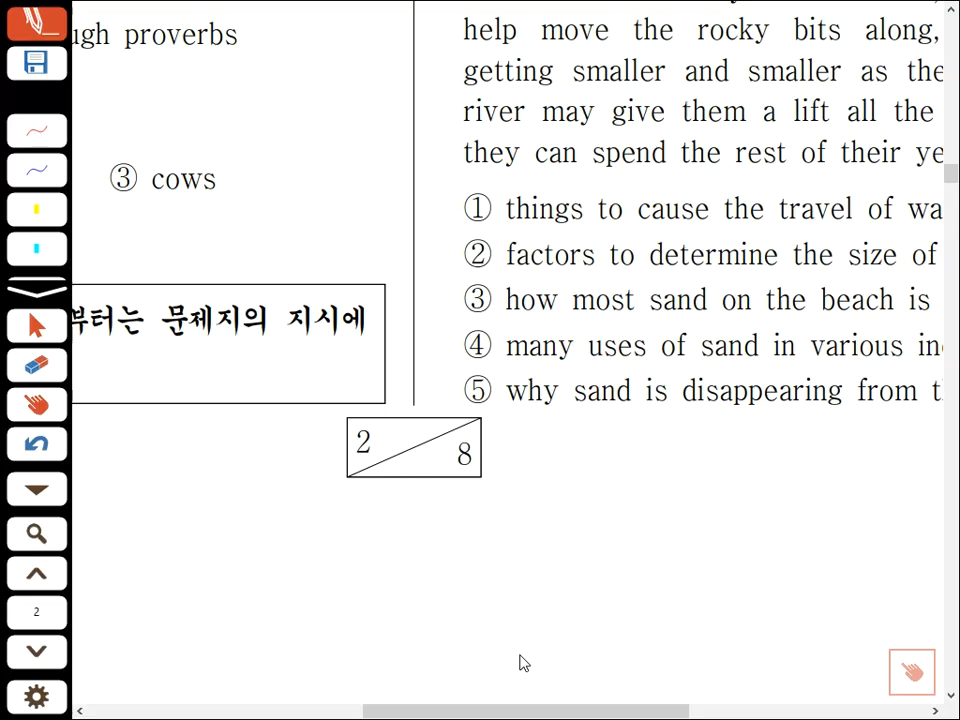 proverbs
③ cows
부터는 문제지의 지시에
help move the rocky bits along,
getting smaller and smaller as the
river may give them a lift all the
they can spend the rest of their
① things to cause the travel of
② factors to determine the size of
③ how most sand on the beach is
④ many uses of sand in various
⑤ why sand is disappearing from
2
8
2